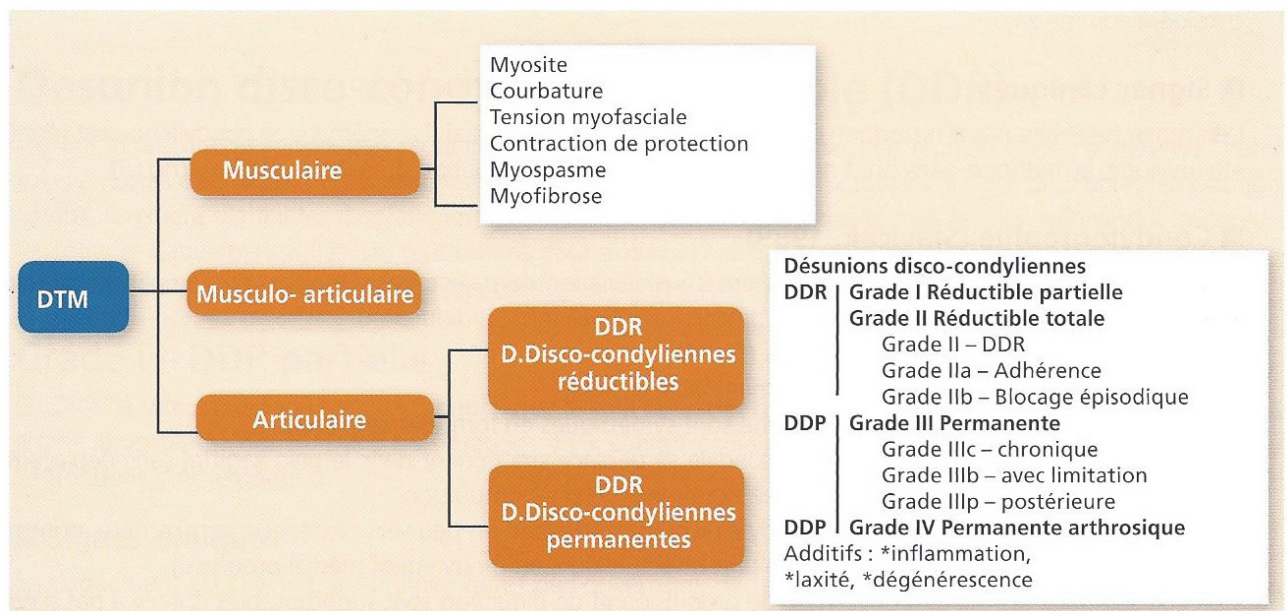 Myosite
Courbature
Tension myofasciale
Contraction de protection
Myospasme
Myofibrose
Musculaire
DTM
Musculo- articulaire
Articulaire
DDR
D.Disco-condyliennes
réductibles
DDR
D.Disco-condyliennes
permanentes
Désunions disco-condyliennes
DDR Grade I Réductible partielle
Grade II Réductible totale
Grade II – DDR
Grade IIa – Adhérence
Grade IIb – Blocage épisodique
DDP Grade III Permanente
Grade IIIc – chronique
Grade IIIb – avec limitation
Grade IIIp – postérieure
DDP Grade IV Permanente arthrosique
Additifs : *inflammation,
*laxité, *dégénérescence